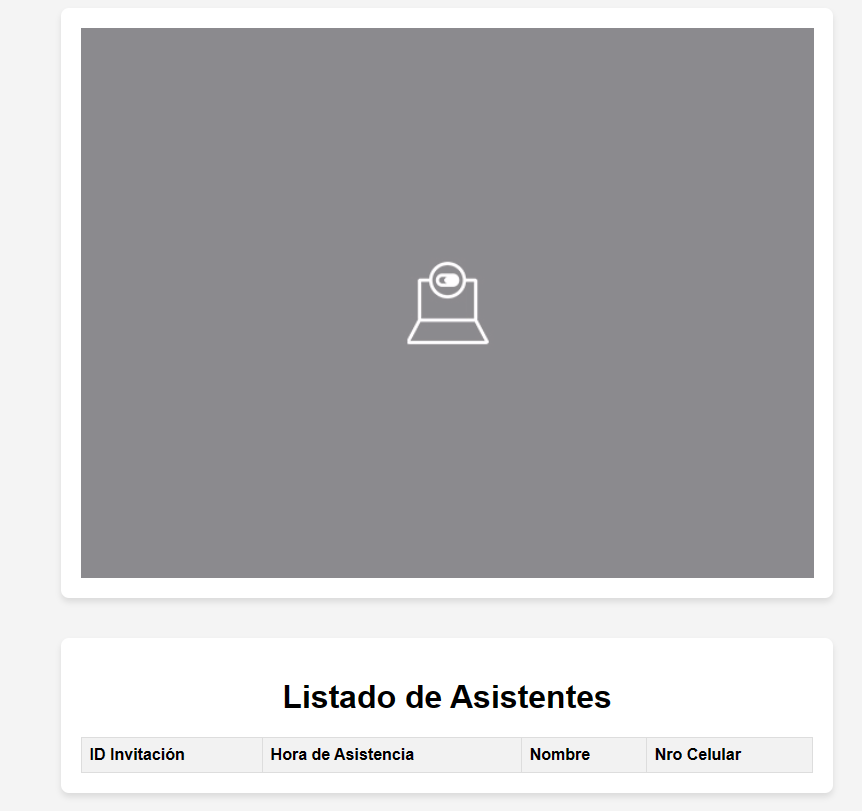 Listado de Asistentes
ID Invitación Hora de Asistencia Nombre Nro Celular